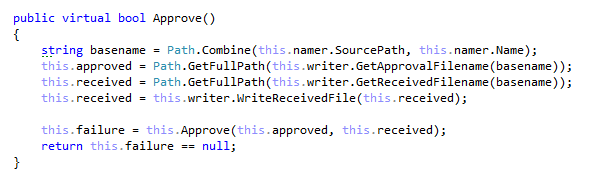 public virtual bool Approve()
{
    string basename = Path.Combine(this.namer.SourcePath, this.namer.Name);
    this.approved = Path.GetFullPath(this.writer.GetApprovalFilename(basename));
    this.received = Path.GetFullPath(this.writer.GetReceivedFilename(basename));
    this.received = this.writer.WriteReceivedFile(this.received);

    this.failure = this.Approve(this.approved, this.received);
    return this.failure == null;
}